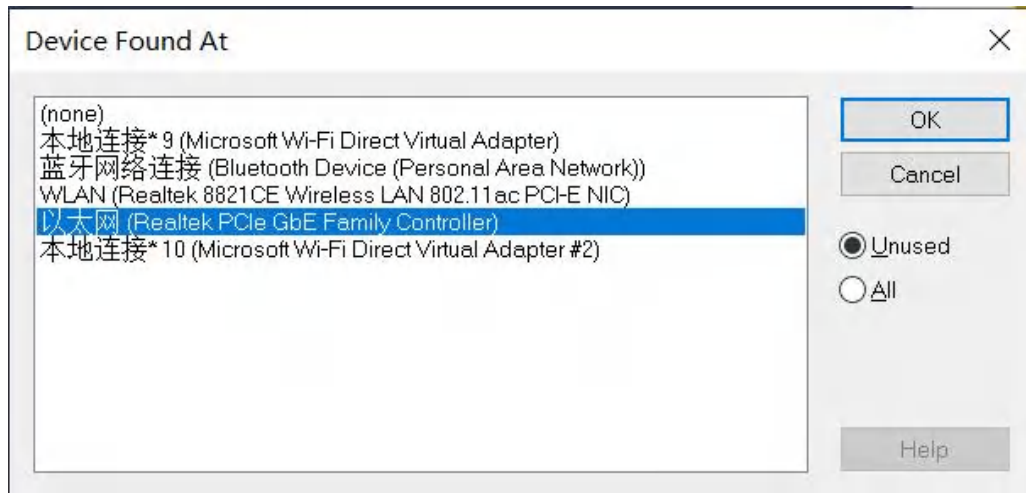 Device Found At
(none)
本地连接* 9 (Microsoft Wi-Fi Direct Virtual Adapter)
蓝牙网络连接 (Bluetooth Device (Personal Area Network))
WLAN (Realtek 8821CE Wireless LAN 802.11ac PCI-E NIC)
以太网 (Realtek PCIe GbE Family Controller)
本地连接* 10 (Microsoft Wi-Fi Direct Virtual Adapter #2)
OK
Cancel
Unused
All
Help